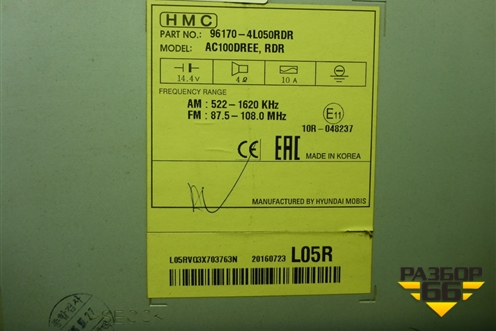 HMC
PART NO.: 96170-4L050RDR
MODEL: AC100DREE, RDR
14.4V 4Ω 10A
FREQUENCY RANGE
AM : 522-1620 KHz
FM : 87.5-108.0 MHz
E11
10R-048237
CE EAC MADE IN KOREA
MANUFACTURED BY HYUNDAI MOBIS
L05RVQ3X703763N 20160723 L05R
РАЗБОР
66